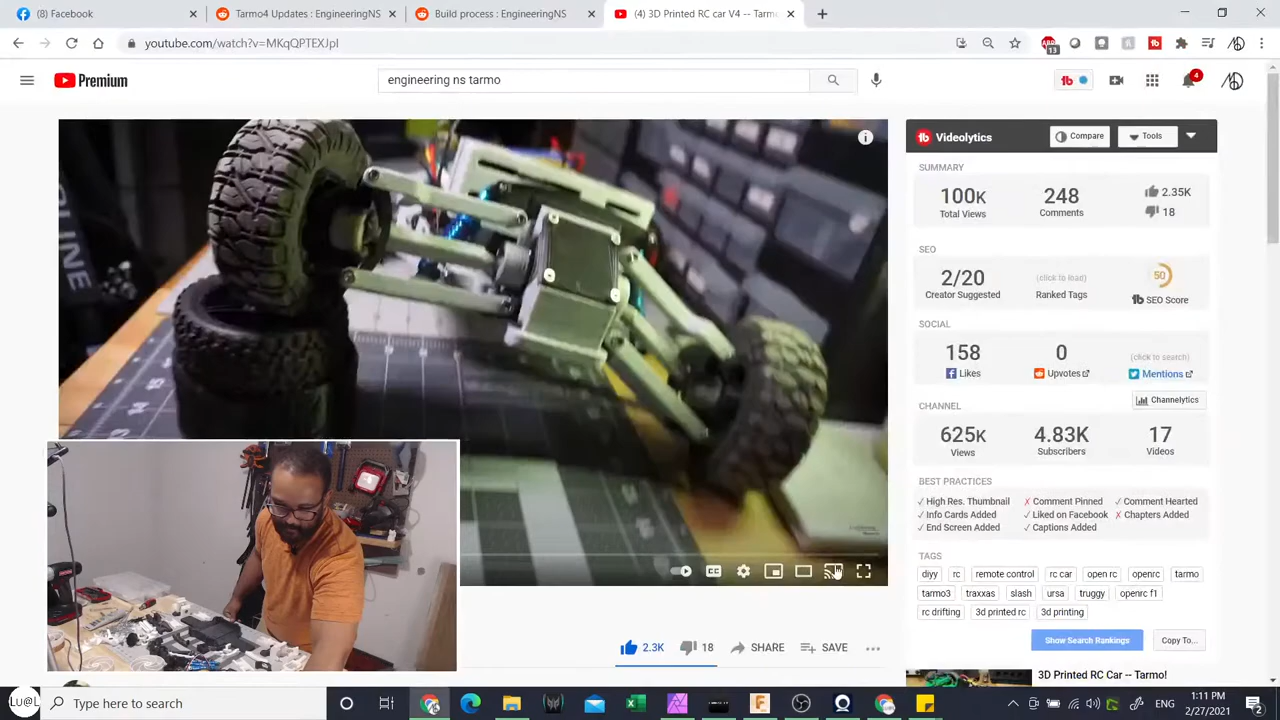 (8) Facebook
Tarmo4 Updates : EngineeringNS
Build process : EngineeringNS
(4) 3D Printed RC car V4 -- Tarmo
youtube.com/watch?v=MKqQPTEXJpI
13
Premium
engineering ns tarmo
4
Videolytics
Compare
Tools
SUMMARY
100K
248
2.35K
Total Views
Comments
18
SEO
2/20
(click to load)
50
Creator Suggested
Ranked Tags
SEO Score
SOCIAL
158
0
(click to search)
Likes
Upvotes
Mentions
CHANNEL
Channelytics
625K
4.83K
17
Views
Subscribers
Videos
BEST PRACTICES
✓ High Res. Thumbnail
✗ Comment Pinned
✓ Comment Hearted
✓ Info Cards Added
✓ Liked on Facebook
✗ Chapters Added
✓ End Screen Added
✓ Captions Added
TAGS
diyy
rc
remote control
rc car
open rc
openrc
tarmo
tarmo3
traxxas
slash
ursa
truggy
openrc f1
rc drifting
3d printed rc
3d printing
Show Search Rankings
Copy To...
CC
2.3K
18
SHARE
SAVE
3D Printed RC Car -- Tarmo!
LU@L
Type here to search
1:11 PM
2/27/2021
2